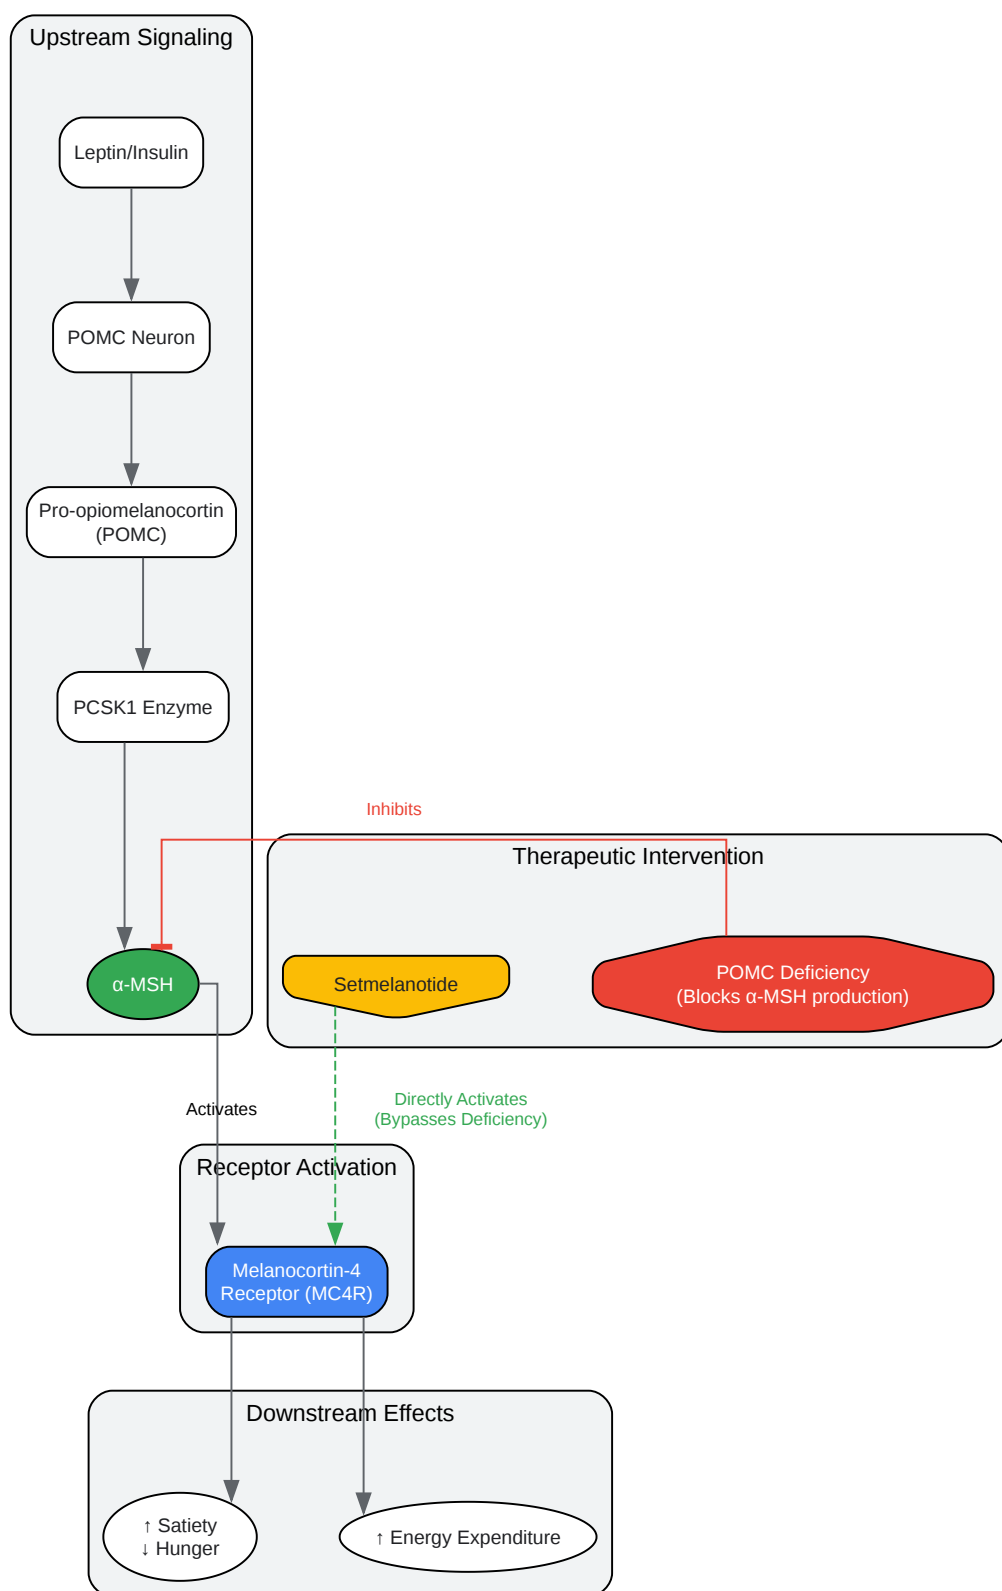 Upstream Signaling
Leptin/Insulin
POMC Neuron
Pro-opiomelanocortin
(POMC)
PCSK1 Enzyme
Inhibits
Therapeutic Intervention
α-MSH
Setmelanotide
POMC Deficiency
(Blocks α-MSH production)
Activates
Directly Activates
(Bypasses Deficiency)
Receptor Activation
Melanocortin-4
Receptor (MC4R)
Downstream Effects
↑ Satiety
↓ Hunger
↑ Energy Expenditure